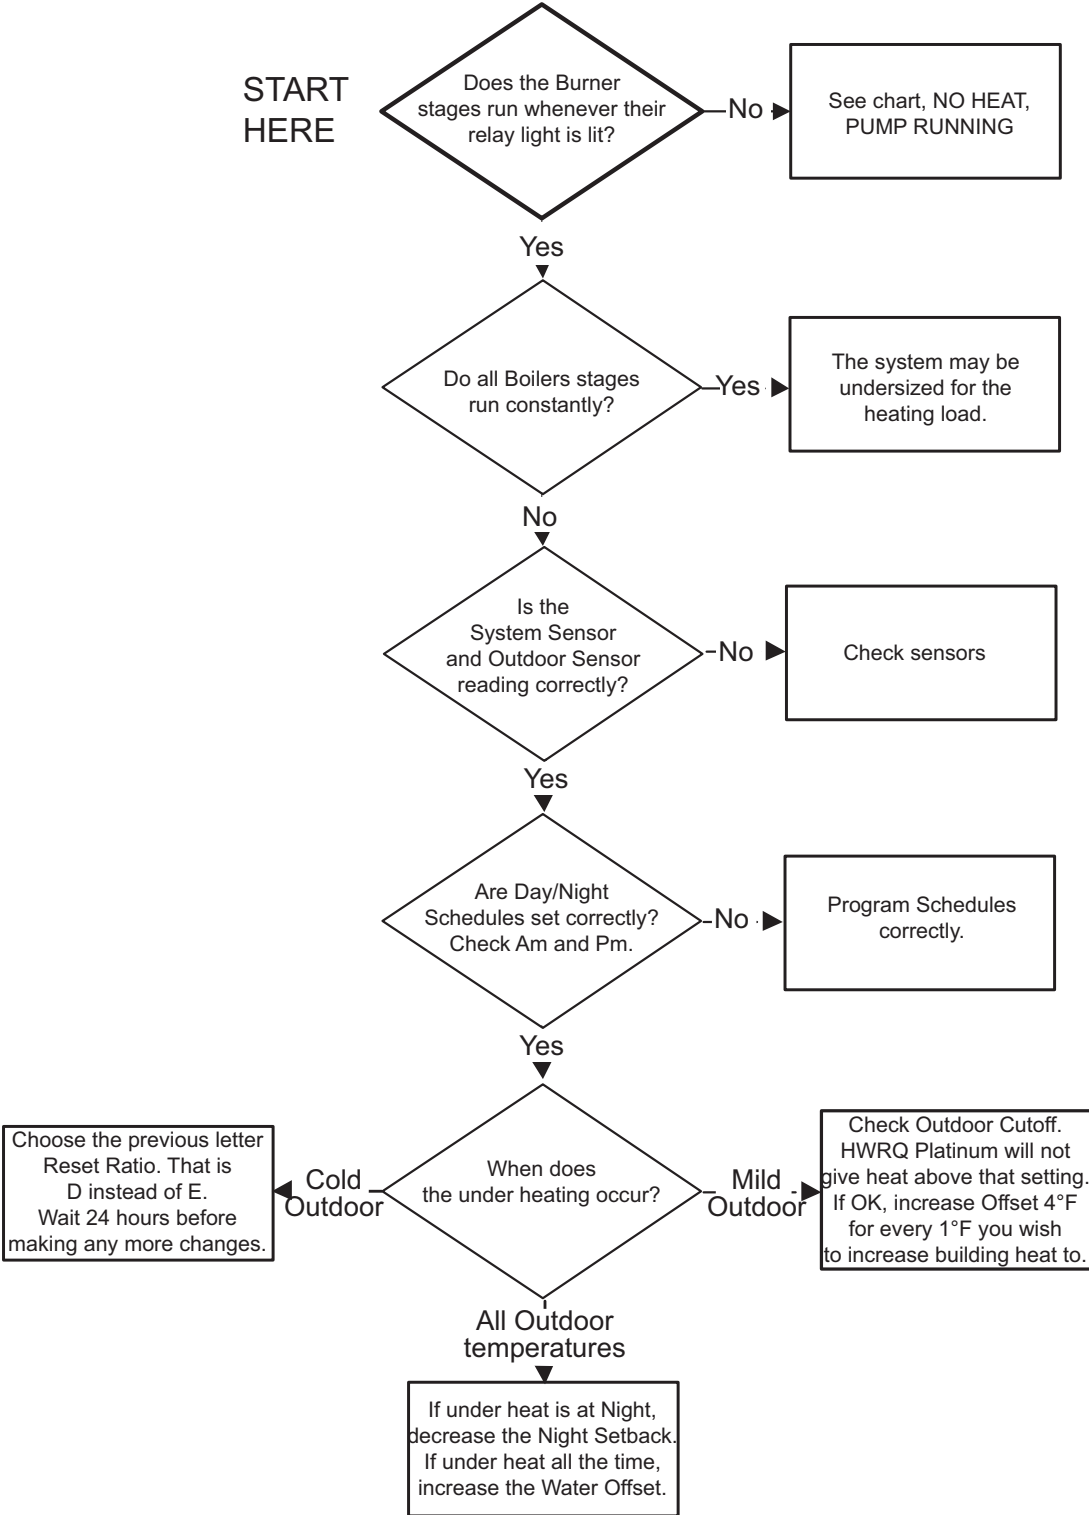 START
HERE
Does the Burner
stages run whenever their
relay light is lit?
No
See chart, NO HEAT,
PUMP RUNNING
Yes
Do all Boilers stages
run constantly?
Yes
The system may be
undersized for the
heating load.
No
Is the
System Sensor
and Outdoor Sensor
reading correctly?
No
Check sensors
Yes
Are Day/Night
Schedules set correctly?
Check Am and Pm.
No
Program Schedules
correctly.
Yes
When does
the under heating occur?
Cold
Outdoor
Choose the previous letter
Reset Ratio. That is
D instead of E.
Wait 24 hours before
making any more changes.
Mild
Outdoor
Check Outdoor Cutoff.
HWRQ Platinum will not
give heat above that setting.
If OK, increase Offset 4°F
for every 1°F you wish
to increase building heat to.
All Outdoor
temperatures
If under heat is at Night,
decrease the Night Setback.
If under heat all the time,
increase the Water Offset.